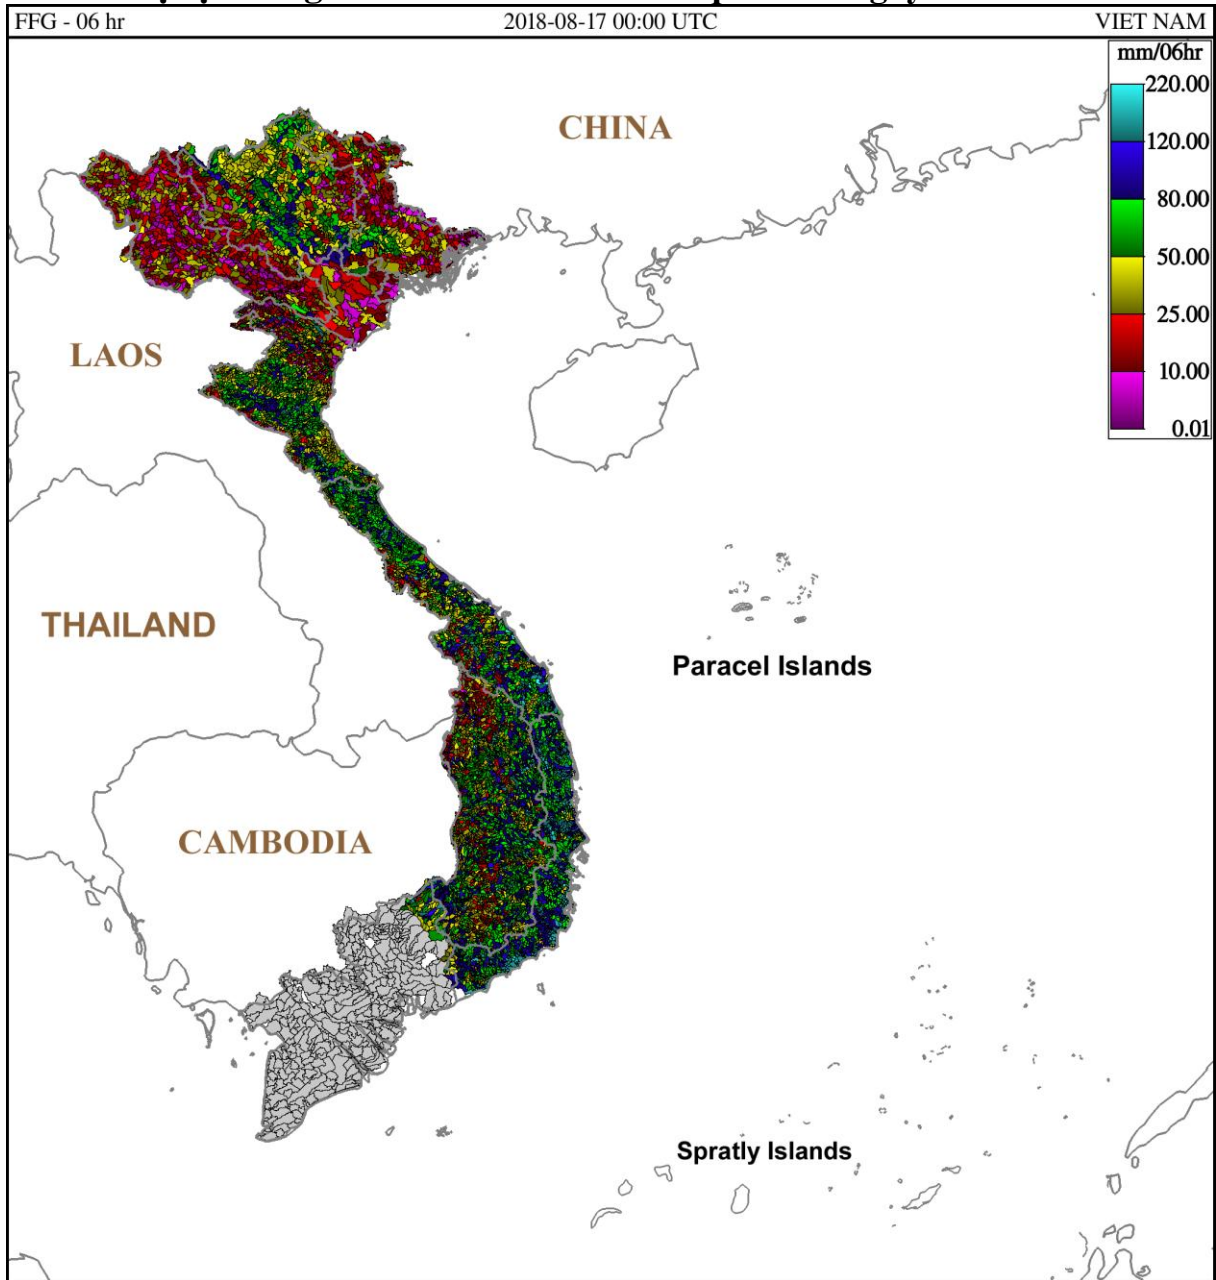 FFG - 06 hr 2018-08-17 00:00 UTC VIET NAM
mm/06hr
220.00
CHINA
120.00
80.00
50.00
25.00
LAOS
10.00
0.01
THAILAND
Paracel Islands
CAMBODIA
Spratly Islands